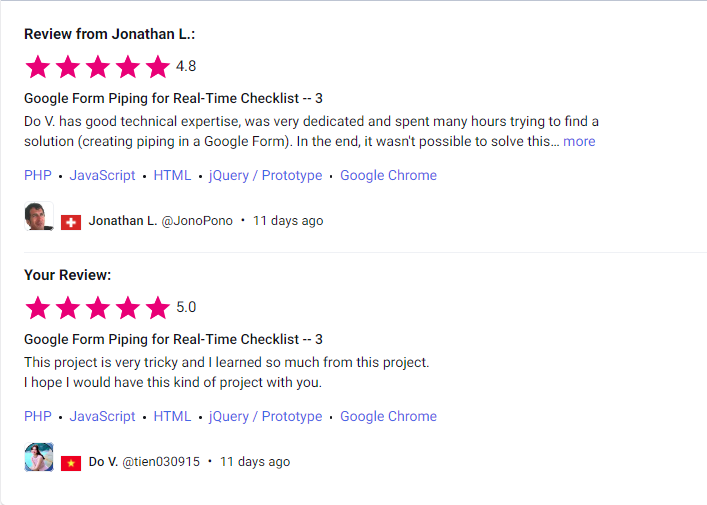 Review from Jonathan L.:
4.8
Google Form Piping for Real-Time Checklist -- 3
Do V. has good technical expertise, was very dedicated and spent many hours trying to find a
solution (creating piping in a Google Form). In the end, it wasn't possible to solve this... more
PHP • JavaScript • HTML • jQuery / Prototype • Google Chrome
Jonathan L. @JonoPono • 11 days ago
Your Review:
5.0
Google Form Piping for Real-Time Checklist -- 3
This project is very tricky and I learned so much from this project.
I hope I would have this kind of project with you.
PHP • JavaScript • HTML • jQuery / Prototype • Google Chrome
Do V. @tien030915 • 11 days ago